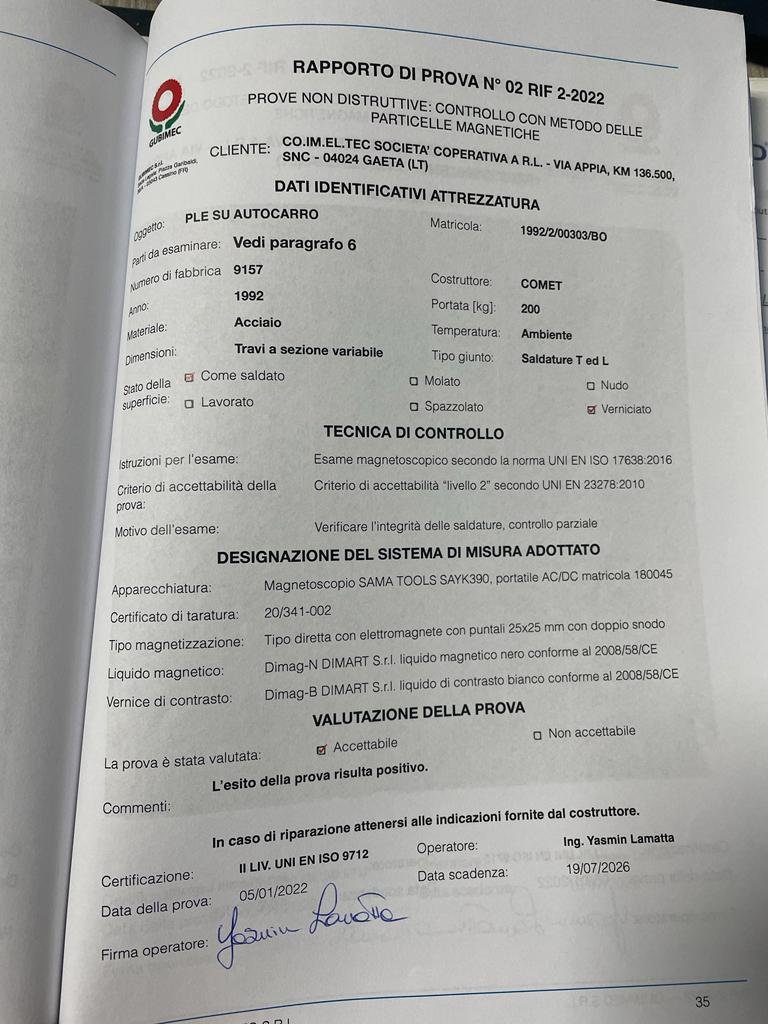 RAPPORTO DI PROVA N° 02 RIF 2-2022
PROVE NON DISTRUTTIVE: CONTROLLO CON METODO DELLE
PARTICELLE MAGNETICHE
GUBIMEC
GUBIMEC S.r.l.
Piazza Garibaldi,
03043 Cassino (FR)
CLIENTE: CO.IM.EL.TEC SOCIETA' COPERATIVA A R.L. - VIA APPIA, KM 136.500,
SNC - 04024 GAETA (LT)
DATI IDENTIFICATIVI ATTREZZATURA
Oggetto: PLE SU AUTOCARRO Matricola: 1992/2/00303/BO
Parti da esaminare: Vedi paragrafo 6
Numero di fabbrica 9157 Costruttore: COMET
Anno: 1992 Portata [kg]: 200
Materiale: Acciaio Temperatura: Ambiente
Dimensioni: Travi a sezione variabile Tipo giunto: Saldature T ed L
Stato della superficie: ☑ Come saldato ☐ Molato ☐ Nudo
☐ Lavorato ☐ Spazzolato ☑ Verniciato
TECNICA DI CONTROLLO
Istruzioni per l'esame: Esame magnetoscopico secondo la norma UNI EN ISO 17638:2016
Criterio di accettabilità della prova: Criterio di accettabilità "livello 2" secondo UNI EN 23278:2010
Motivo dell'esame: Verificare l'integrità delle saldature, controllo parziale
DESIGNAZIONE DEL SISTEMA DI MISURA ADOTTATO
Apparecchiatura: Magnetoscopio SAMA TOOLS SAYK390, portatile AC/DC matricola 180045
Certificato di taratura: 20/341-002
Tipo magnetizzazione: Tipo diretta con elettromagnete con puntali 25x25 mm con doppio snodo
Liquido magnetico: Dimag-N DIMART S.r.l. liquido magnetico nero conforme al 2008/58/CE
Vernice di contrasto: Dimag-B DIMART S.r.l. liquido di contrasto bianco conforme al 2008/58/CE
VALUTAZIONE DELLA PROVA
La prova è stata valutata: ☑ Accettabile ☐ Non accettabile
L'esito della prova risulta positivo.
Commenti:
In caso di riparazione attenersi alle indicazioni fornite dal costruttore.
Certificazione: II LIV. UNI EN ISO 9712 Operatore: Ing. Yasmin Lamatta
Data della prova: 05/01/2022 Data scadenza: 19/07/2026
Firma operatore: Yasmin Lamatta
35